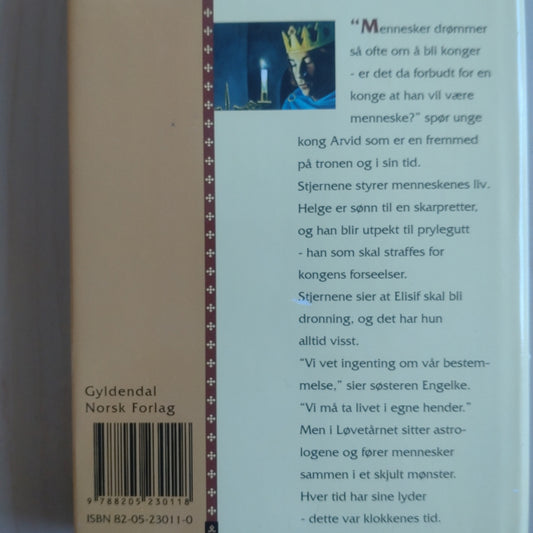 “Mennesker drømmer
så ofte om å bli konger
- er det da forbudt for en
konge at han vil være
menneske?” spør unge
kong Arvid som er en fremmed
på tronen og i sin tid.
Stjernene styrer menneskenes liv.
Helge er sønn til en skarpretter,
og han blir utpekt til prylegutt
- han som skal straffes for
kongens forseelser.
Stjernene sier at Elisif skal bli
dronning, og det har hun
alltid visst.
“Vi vet ingenting om vår bestem-
melse,” sier søsteren Engelke.
“Vi må ta livet i egne hender.”
Men i Løvetårnet sitter astro-
logene og fører mennesker
sammen i et skjult mønster.
Hver tid har sine lyder
- dette var klokkenes tid.
Gyldendal
Norsk Forlag
9 788205 230118
ISBN 82-05-23011-0